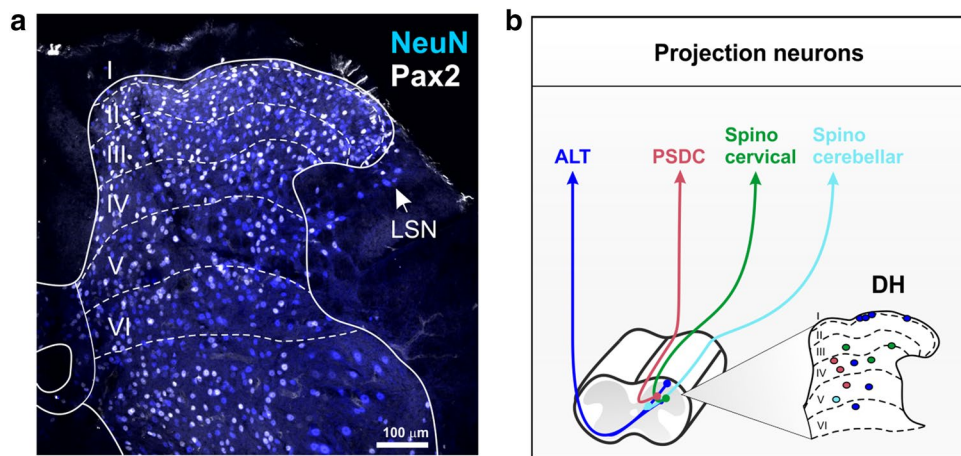 a
NeuN
Pax2
I
II
III
IV
V
VI
LSN
100 μm
b
Projection neurons
ALT
PSDC
Spino
cervical
Spino
cerebellar
DH
I
II
III
IV
V
VI